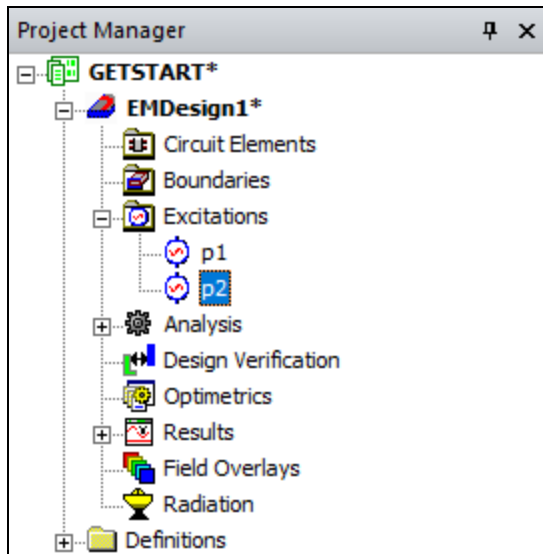 Project Manager
GETSTART*
EMDesign1*
Circuit Elements
Boundaries
Excitations
p1
p2
Analysis
Design Verification
Optimetrics
Results
Field Overlays
Radiation
Definitions